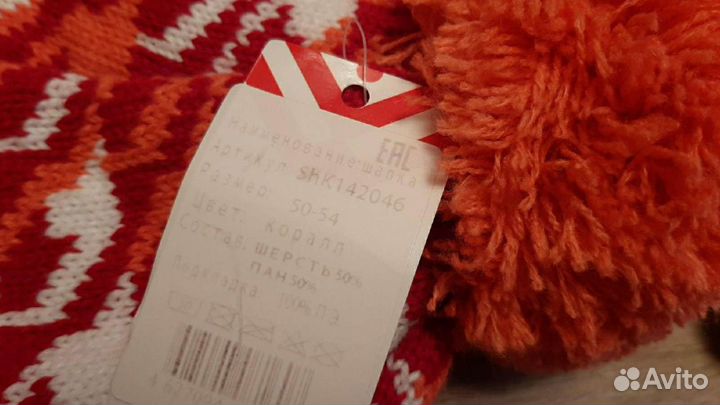 Наименование:шапка
EAC
Артикул: SHK142046
Размер: 50-54
Цвет: коралл
Состав: ШЕРСТЬ 50%
ПАН 50%
Подкладка: 100% ПЭ
Avito